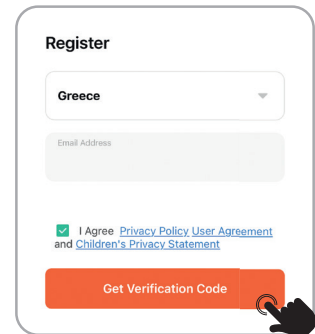 Register
Greece
Email Address
I Agree Privacy Policy User Agreement
and Children's Privacy Statement
Get Verification Code